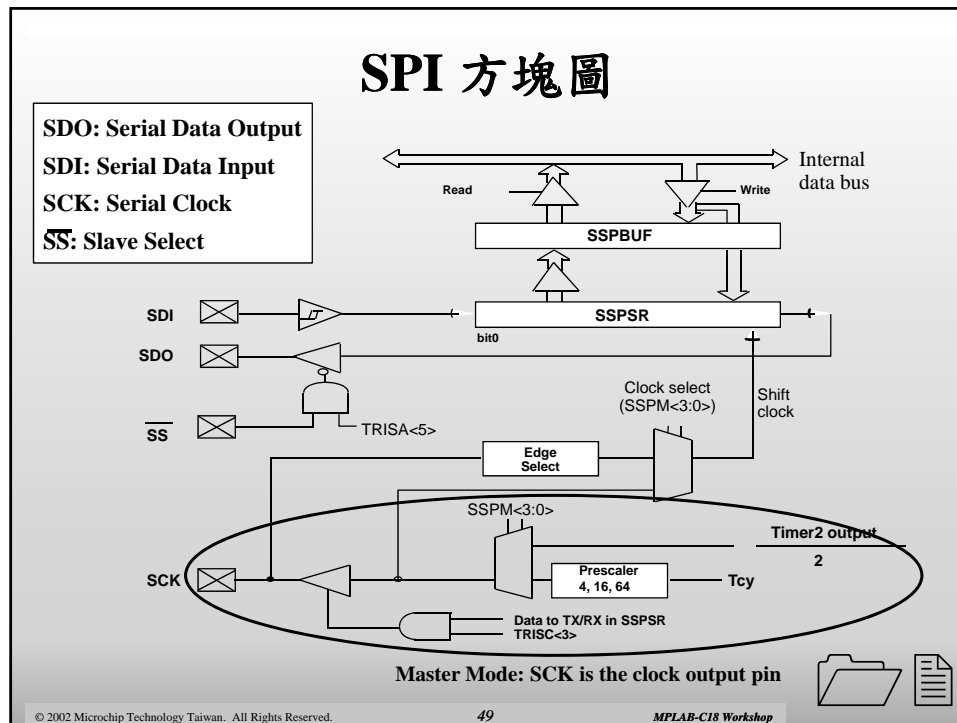 SPI 方塊圖
SDO: Serial Data Output
SDI: Serial Data Input
SCK: Serial Clock
SS: Slave Select
Internal
data bus
Read
Write
SSPBUF
SDI
SSPSR
bit0
SDO
Clock select
(SSPM<3:0>)
Shift
clock
SS
TRISA<5>
Edge
Select
SSPM<3:0>
Timer2 output
2
SCK
Prescaler
4, 16, 64
Tcy
Data to TX/RX in SSPSR
TRISC<3>
Master Mode: SCK is the clock output pin
© 2002 Microchip Technology Taiwan. All Rights Reserved.
49
MPLAB-C18 Workshop